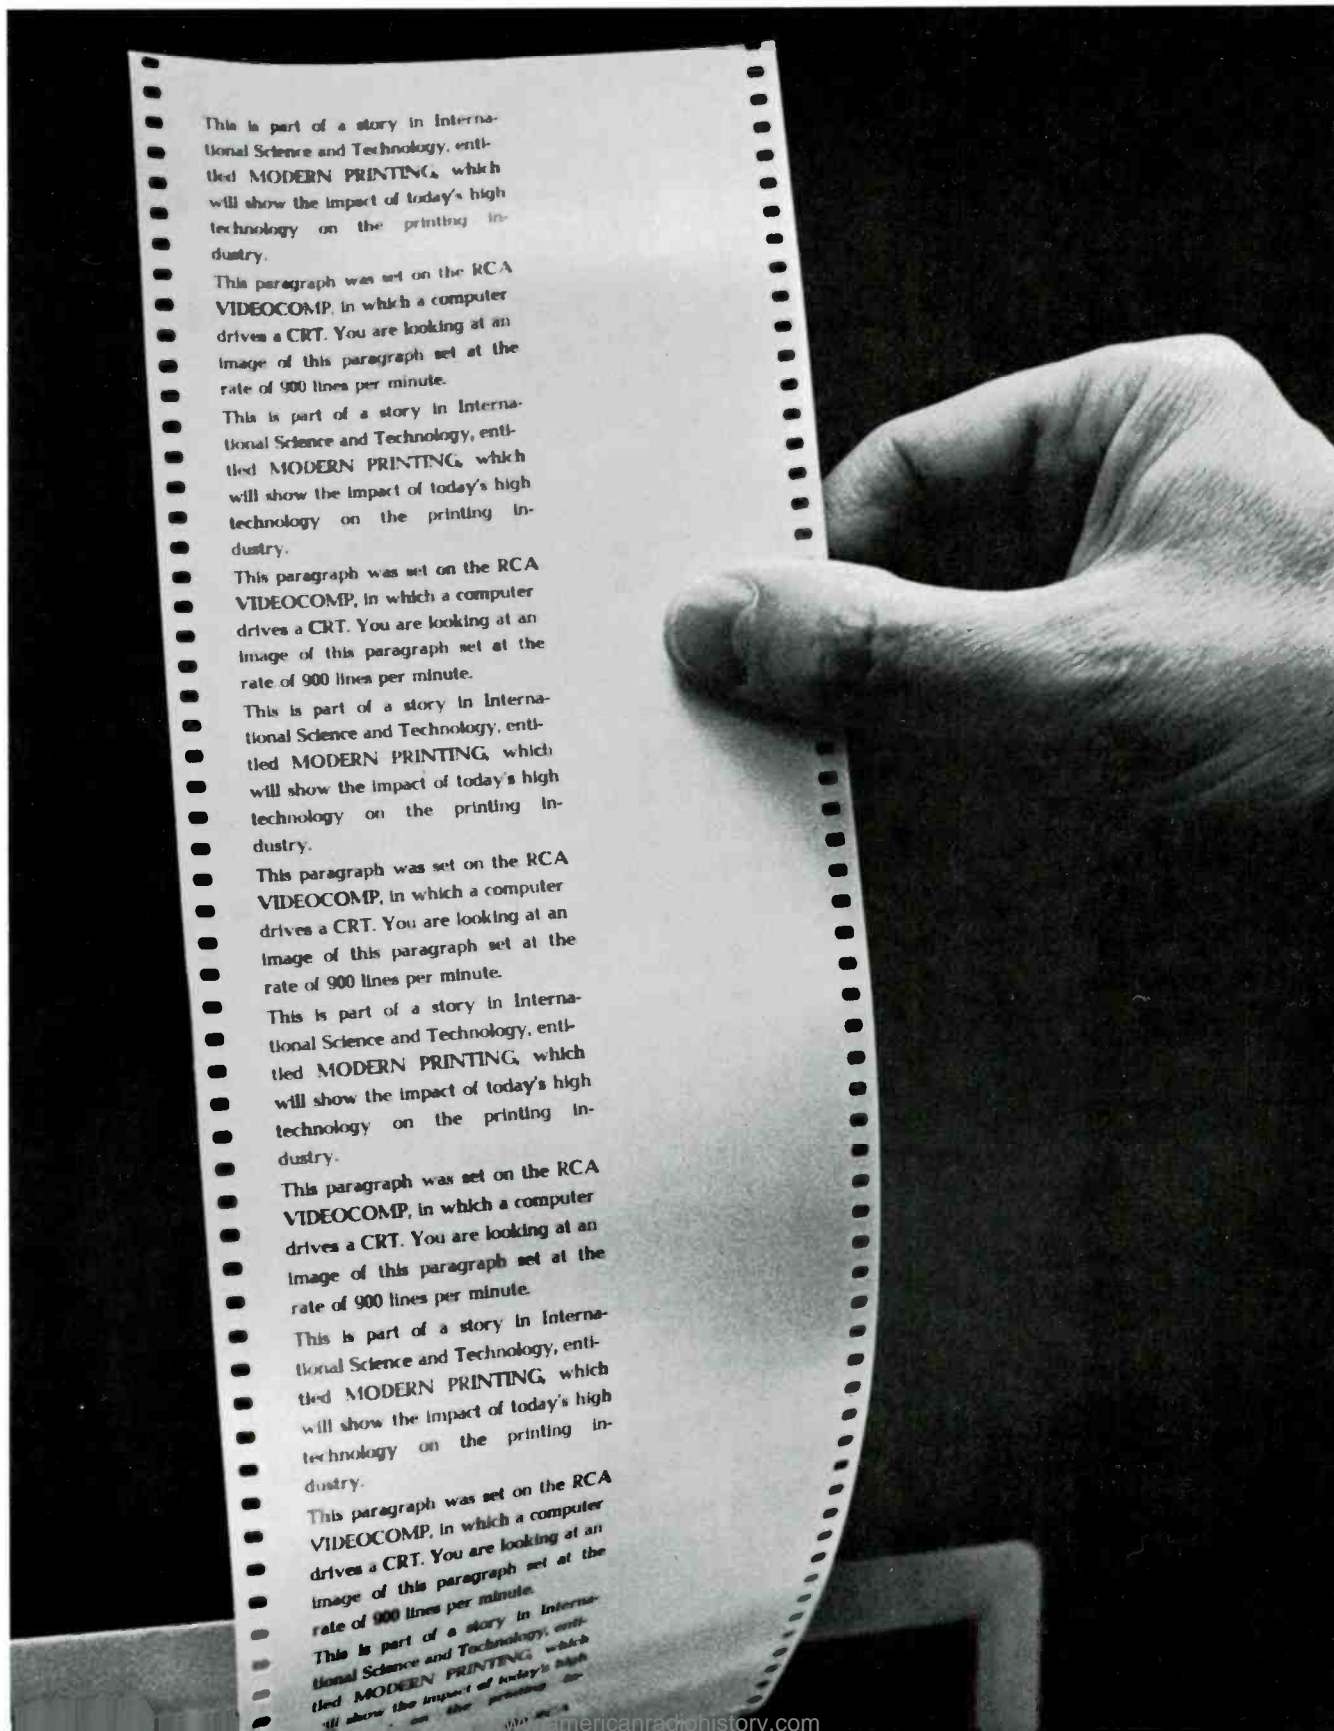 This is part of a story in Interna-
tional Science and Technology, enti-
tled MODERN PRINTING, which
will show the impact of today's high
technology on the printing in-
dustry.
This paragraph was set on the RCA
VIDEOCOMP, in which a computer
drives a CRT. You are looking at an
image of this paragraph set at the
rate of 900 lines per minute.
This is part of a story in Interna-
tional Science and Technology, enti-
tled MODERN PRINTING, which
will show the impact of today's high
technology on the printing in-
dustry.
This paragraph was set on the RCA
VIDEOCOMP, in which a computer
drives a CRT. You are looking at an
image of this paragraph set at the
rate of 900 lines per minute.
This is part of a story in Interna-
tional Science and Technology, enti-
tled MODERN PRINTING, which
will show the impact of today's high
technology on the printing in-
dustry.
This paragraph was set on the RCA
VIDEOCOMP, in which a computer
drives a CRT. You are looking at an
image of this paragraph set at the
rate of 900 lines per minute.
This is part of a story in Interna-
tional Science and Technology, enti-
tled MODERN PRINTING, which
will show the impact of today's high
technology on the printing in-
dustry.
This paragraph was set on the RCA
VIDEOCOMP, in which a computer
drives a CRT. You are looking at an
image of this paragraph set at the
rate of 900 lines per minute.
This is part of a story in Interna-
tional Science and Technology, enti-
tled MODERN PRINTING, which
will show the impact of today's high
technology on the printing in-
dustry.
This paragraph was set on the RCA
VIDEOCOMP, in which a computer
drives a CRT. You are looking at an
image of this paragraph set at the
rate of 900 lines per minute.
This is part of a story in Interna-
tional Science and Technology, enti-
tled MODERN PRINTING, which
will show the impact of today's high
on the printing in-
www.americanradiohistory.com